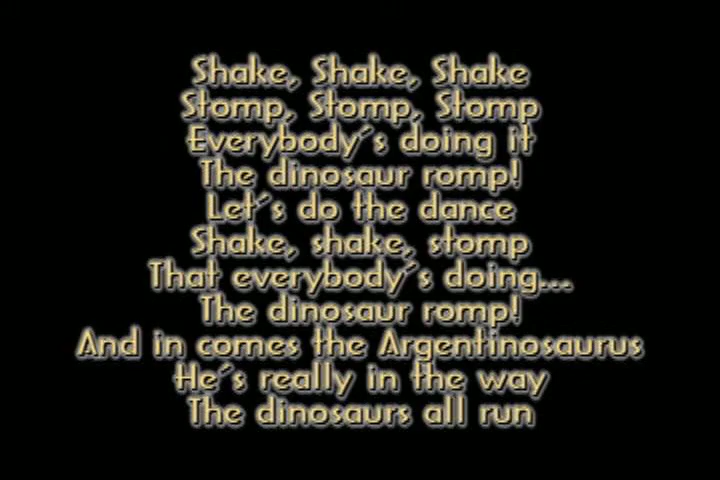 Shake, Shake, Shake
Stomp, Stomp, Stomp
Everybody´s doing it
The dinosaur romp!
Let´s do the dance
Shake, shake, stomp
That everybody´s doing...
The dinosaur romp!
And in comes the Argentinosaurus
He´s really in the way
The dinosaurs all run